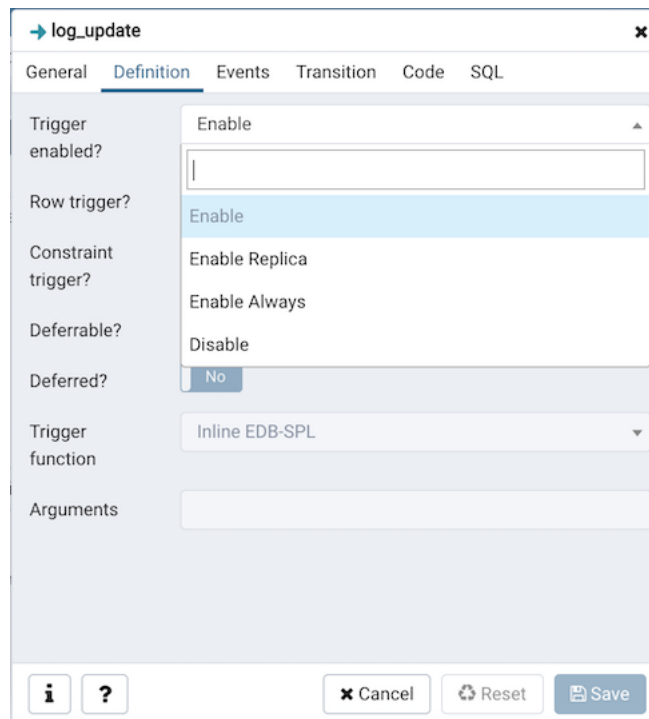 log_update
General Definition Events Transition Code SQL
Trigger
enabled?
Enable
Enable
Row trigger?
Enable Replica
Constraint
trigger?
Enable Always
Deferrable?
Disable
Deferred?
No
Trigger
function
Inline EDB-SPL
Arguments
i ? Cancel Reset Save